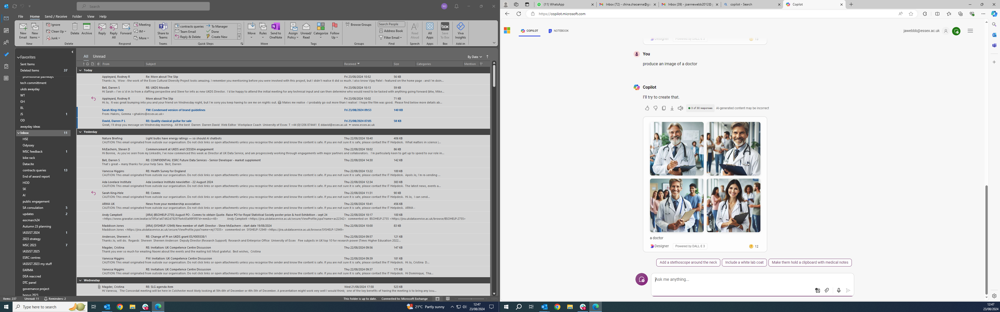 Search
WJ
File Home Send / Receive Folder View Help
New Email
New Items
Ignore
Clean Up
Junk
Delete
Archive
Reply
Reply All
Forward
Meeting
IM
More
Share to Teams
contracts queries
Team Email
Reply & Delete
To Manager
Done
Create New
Move
Rules
Send to OneNote
Assign Policy
Unread/ Read
Categorize
Follow Up
Browse Groups
Search People
Address Book
Filter Email
Read Aloud
All Apps
box
Save To Box
Viva Insights
New Delete Respond Teams Quick Steps Move Tags Groups Find Speech Apps Box Add-in
Favorites
Sent Items
Deleted Items 37
promotional pathways
tech committment
ukds awayday
WT
GH
BL
JS 1
OD
awayday ideas
Inbox 11
HSE
Odyssey
MSC feedback 1
bike rack
Datacite
contracts queries 13
End of award report
HOD
SK
AI
public engagement
SA consulation 5
updates 2
eocmarch24
Autumn 23 planning
IASSIST2024 1
2023 strategy
MSC 2023 7
IASSIST2025
ESRC centres
IASSIST2023 my stuff
EARMA
DEA reaccred
DTC panel
governance project
bonus 2023
All Unread
By Date
From Subject Received Size Categories Mention
Today
Appleyard, Rodney R Re: More about The Slip Fri 23/08/2024 10:52 56 KB
Thanks Jo, Wow - the work of the Essex Cultural Diversity Project looks amazing. I remember you mentioning before you were involved with this project, but I didn't realise it did so much. I also know Vijay Patel - featured on the home page - and I'm doin...
Bell, Darren S RE: UKDS Moodle Fri 23/08/2024 10:13 59 KB
Hi Sarah – I've cc'd in Jo from a staffing perspective and Steve for info as new UKDS Director. I'd be happy to attend the initial meeting for any technical input and can then determine who would need to be tasked with anything going forward (btw, Mike...
Appleyard, Rodney R More about The Slip Fri 23/08/2024 10:02 71 KB
Hi Jo, It was great bumping into you and your friend on Wednesday night, but I'm sorry you keep having to see me on nights out. 😂 Makes me realise - I probably go out more than I realise! I hope the film was good. Please find below more details ab...
Sarah King-Hele FW: Condensed version of brand guidelines Fri 23/08/2024 09:53 140 KB
From: Hakins, Gemma <ghakins@essex.ac.uk>
David, Darren P L RE: Quality classical guitar for sale Fri 23/08/2024 07:05 58 KB
Great, I'll drop you message on Wednesday morning. All the best Darren Darren David Web Editor Workplace Coach University of Essex T +44 (0)1206 874441 E ddavid@essex.ac.uk ► www.essex.ac.uk
Yesterday
Nature Briefing Light bulbs have energy ratings — so should AI chatbots Thu 22/08/2024 18:40 406 KB
CAUTION: This email originated from outside our organisation. Do not click links or open attachments unless you recognise the sender and know the content is safe. If you are not sure it is safe, please contact the IT Helpdesk. What matters in science |...
McEachern, Steven D Commencement at UKDS and CESSDA engagement Thu 22/08/2024 18:02 86 KB
Hi Bonnie, As you've seen from my LinkedIn, I've now commenced this week as Director at UK Data Service, and am progressively working through engagements with major partners and collaborators. I'm particularly keen to get up to speed to our role in...
Bell, Darren S RE: CONFIDENTIAL: ESRC Future Data Services - Senior Developer - market supplement Thu 22/08/2024 14:30 142 KB
That's great – many thanks for your help Sara. Best, Darren
Vanessa Higgins RE: Health Survey for England Thu 22/08/2024 13:22 100 KB
CAUTION: This email originated from outside our organisation. Do not click links or open attachments unless you recognise the sender and know the content is safe. If you are not sure it is safe, please contact the IT Helpdesk. Apols Jo, I'm re-sending ...
Ada Lovelace Institute Ada Lovelace Institute newsletter - 22 August 2024 Thu 22/08/2024 12:34 383 KB
CAUTION: This email originated from outside our organisation. Do not click links or open attachments unless you recognise the sender and know the content is safe. If you are not sure it is safe, please contact the IT Helpdesk. The latest news, events a...
Sarah King-Hele RE: Comms Thu 22/08/2024 11:31 90 KB
CAUTION: This email originated from outside our organisation. Do not click links or open attachments unless you recognise the sender and know the content is safe. If you are not sure it is safe, please contact the IT Helpdesk. Hi Jo, I can send...
ARMA UK News from your membership association Thu 22/08/2024 10:41 456 KB
CAUTION: This email originated from outside our organisation. Do not click links or open attachments unless you recognise the sender and know the content is safe. If you are not sure it is safe, please contact the IT Helpdesk. ARMA -
Andy Campbell [JIRA] (BSOHELP-2755) August PO - Comms to obtain Quote- Raise PO for Royal Statistical Society poster prize & host Exhibition - sept 24 Thu 22/08/2024 10:17 100 KB
<https://www.gravatar.com/avatar/a70f5a1a67d62d78297fa4c65a98f5f8?d=mm&s=48> Andy Campbell <https://jira.ukdataservice.ac.uk/secure/ViewProfile.jspa?name=ac22342> commented on BSOHELP-2755 <https://jira.ukdataservice.ac.uk/browse/BSOHELP-2755>
Maddison Jones [JIRA] (SYSHELP-12949) New member of staff: Director - Steve McEachern - start date 19/08/2024 Thu 22/08/2024 10:00 83 KB
Maddison Jones <https://jira.ukdataservice.ac.uk/secure/ViewProfile.jspa?name=mj17035> commented on SYSHELP-12949 <https://jira.ukdataservice.ac.uk/browse/SYSHELP-12949>
Anderson, Shereen A RE: Change of PI on UKDS grant ES/Y005538/1 Thu 22/08/2024 09:57 121 KB
Thanks Jo, will do. Regards Shereen Shereen Anderson Deputy Director (Research Support) Research and Enterprise Office University of Essex Five subjects in UK top 10 for research power (Times Higher Education 2022...
Magder, Cristina RE: Invitation: UK Competence Centre Discussion Thu 22/08/2024 09:56 147 KB
Thank you ever so much for emailing Naomi about the events and the mailing list! Most grateful. Best wishes, Cristina
Vanessa Higgins FW: Invitation: UK Competence Centre Discussion Thu 22/08/2024 09:39 181 KB
CAUTION: This email originated from outside our organisation. Do not click links or open attachments unless you recognise the sender and know the content is safe. If you are not sure it is safe, please contact the IT Helpdesk. Hi Jo, Cristina D...
Vanessa Higgins RE: Invitation: UK Competence Centre Discussion Thu 22/08/2024 09:37 171 KB
CAUTION: This email originated from outside our organisation. Do not click links or open attachments unless you recognise the sender and know the content is safe. If you are not sure it is safe, please contact the IT Helpdesk. Hi Dominique, Tha...
Wednesday
Magder, Cristina RE: SLG agenda item Wed 21/08/2024 17:58 523 KB
Hi Vanessa, The Concordat meeting will be here in Colchester most likely looking at 5th-6th of December or 4th-5th of December. A presentation might work very well I would think; one of the key benefits of having the meeting is to bring any issu...
Items: 237 Unread: 11 Reminders: 2 This folder is up to date. Connected to: Microsoft Exchange
Type here to search
21°C Partly sunny
12:47
23/08/2024
(11) WhatsApp
Inbox (72) - china.chaoanna@go
Inbox (39) - joannewebb2012@g
copilot - Search
Copilot
https://copilot.microsoft.com
COPILOT NOTEBOOK
jawebbb@essex.ac.uk
Designer Powered by DALL·E 3 13
You
produce an image of a doctor
Copilot
I'll try to create that.
3 of 30 responses AI-generated content may be incorrect
a doctor
Designer Powered by DALL·E 3 12
Add a stethoscope around the neck Include a white lab coat Make them hold a clipboard with medical notes
Ask me anything...
12:47
23/08/2024